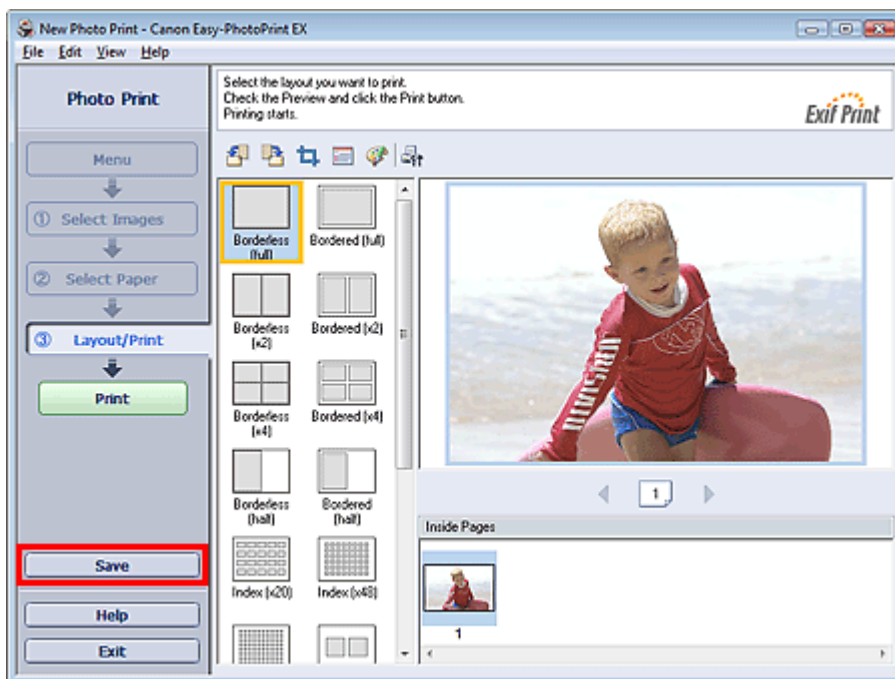 New Photo Print - Canon Easy-PhotoPrint EX
File Edit View Help
Photo Print
Select the layout you want to print.
Check the Preview and click the Print button.
Printing starts.
Exif Print
Menu
① Select Images
② Select Paper
③ Layout/Print
Print
Save
Help
Exit
Borderless
(full)
Bordered (full)
Borderless
(x2)
Bordered (x2)
Borderless
(x4)
Bordered (x4)
Borderless
(half)
Bordered
(half)
Index (x20)
Index (x48)
1
Inside Pages
1